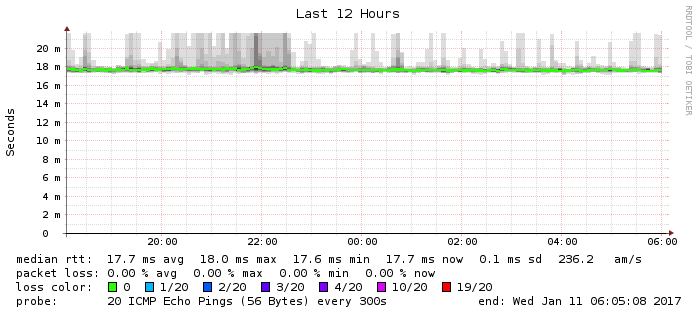 Last 12 Hours
RRDTOOL / TOBI OETIKER
Seconds
20 m
18 m
16 m
14 m
12 m
10 m
8 m
6 m
4 m
2 m
0
20:00 22:00 00:00 02:00 04:00 06:00
median rtt: 17.7 ms avg 18.0 ms max 17.6 ms min 17.7 ms now 0.1 ms sd 236.2 am/s
packet loss: 0.00 % avg 0.00 % max 0.00 % min 0.00 % now
loss color: 0 1/20 2/20 3/20 4/20 10/20 19/20
probe: 20 ICMP Echo Pings (56 Bytes) every 300s end: Wed Jan 11 06:05:08 2017